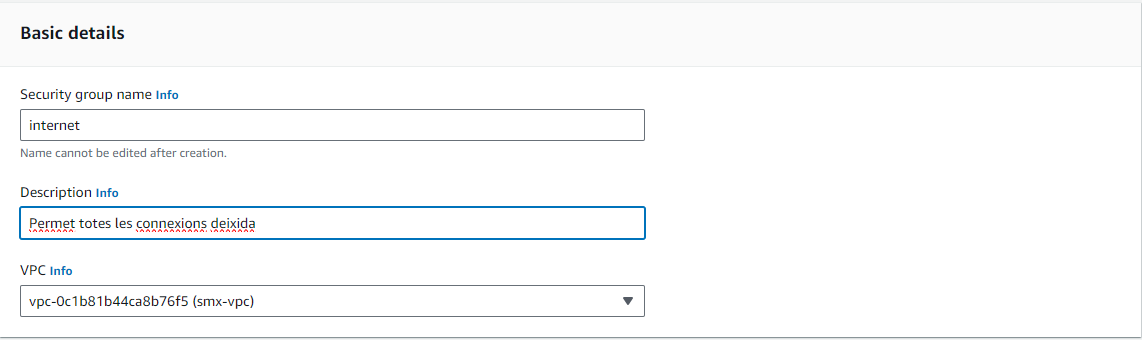 Basic details
Security group name Info
internet
Name cannot be edited after creation.
Description Info
Permet totes les connexions deixida
VPC Info
vpc-0c1b81b44ca8b76f5 (smx-vpc)